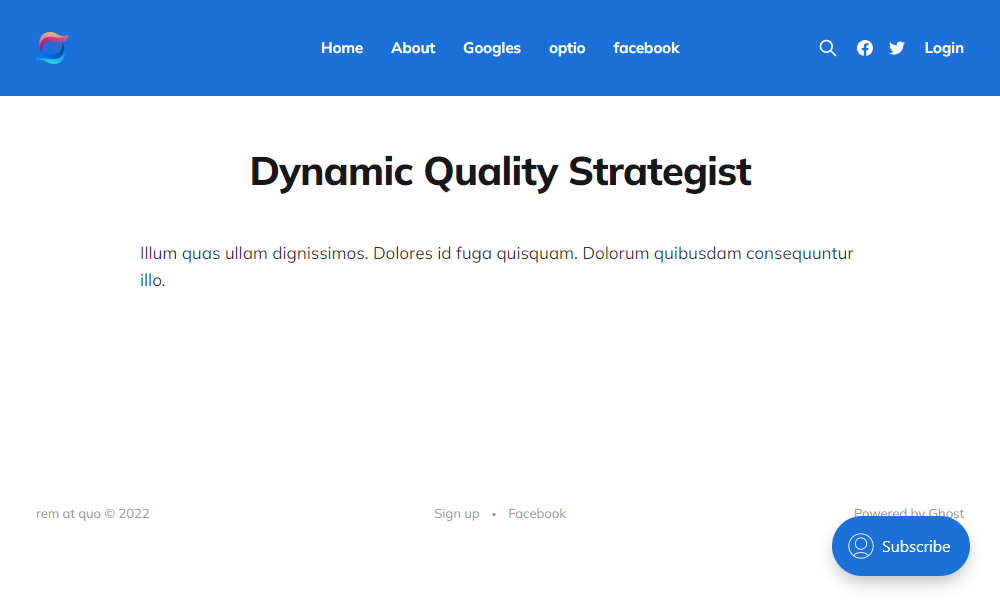 Home About Googles optio facebook Login
Dynamic Quality Strategist
Illum quas ullam dignissimos. Dolores id fuga quisquam. Dolorum quibusdam consequuntur
illo.
rem at quo © 2022 Sign up • Facebook Powered by Ghost
Subscribe